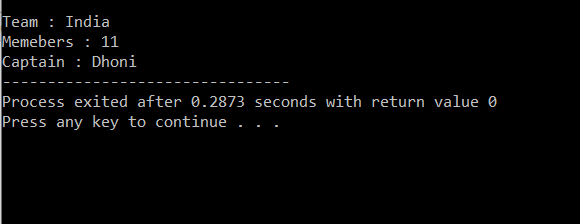 Team : India
Memebers : 11
Captain : Dhoni
--------------------------------
Process exited after 0.2873 seconds with return value 0
Press any key to continue . . .